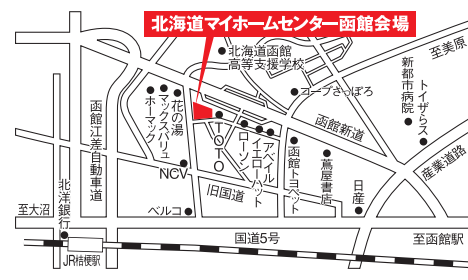 北海道マイホームセンター函館会場
北海道函館
高等支援学校
至美原
コープさっぽろ
新都市病院
トイザらス
函館新道
産業道路
函館江差自動車道
ホーマック
マックスバリュ
花の湯
TOTO
ローソン
イエローハット
アベイル
函館トヨペット
蔦屋書店
日産
NCV
旧国道
ベルコ
至大沼
北洋銀行
国道5号
至函館駅
JR桔梗駅